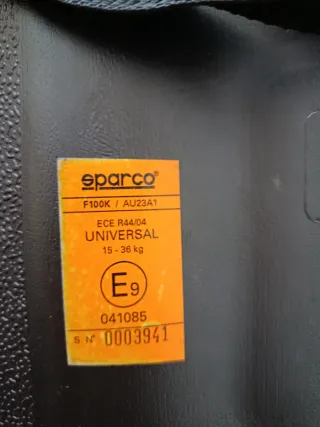 sparco
F100K / AU23A1
ECE R44/04
UNIVERSAL
15 - 36 kg
E9
041085
S N° 0003941